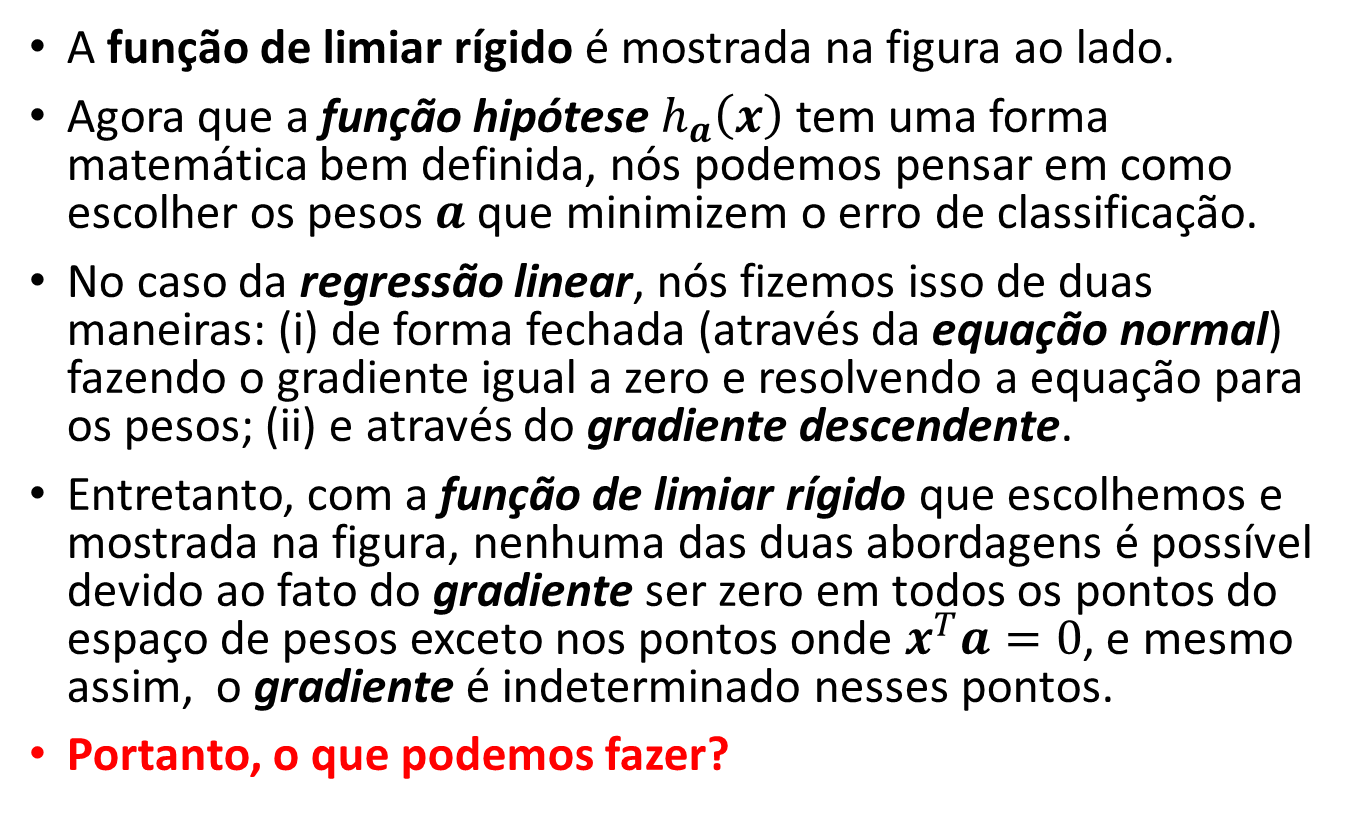 • A função de limiar rígido é mostrada na figura ao lado.
• Agora que a função hipótese hₐ(x) tem uma forma
matemática bem definida, nós podemos pensar em como
escolher os pesos a que minimizem o erro de classificação.
• No caso da regressão linear, nós fizemos isso de duas
maneiras: (i) de forma fechada (através da equação normal)
fazendo o gradiente igual a zero e resolvendo a equação para
os pesos; (ii) e através do gradiente descendente.
• Entretanto, com a função de limiar rígido que escolhemos e
mostrada na figura, nenhuma das duas abordagens é possível
devido ao fato do gradiente ser zero em todos os pontos do
espaço de pesos exceto nos pontos onde xᵀa = 0, e mesmo
assim, o gradiente é indeterminado nesses pontos.
• Portanto, o que podemos fazer?